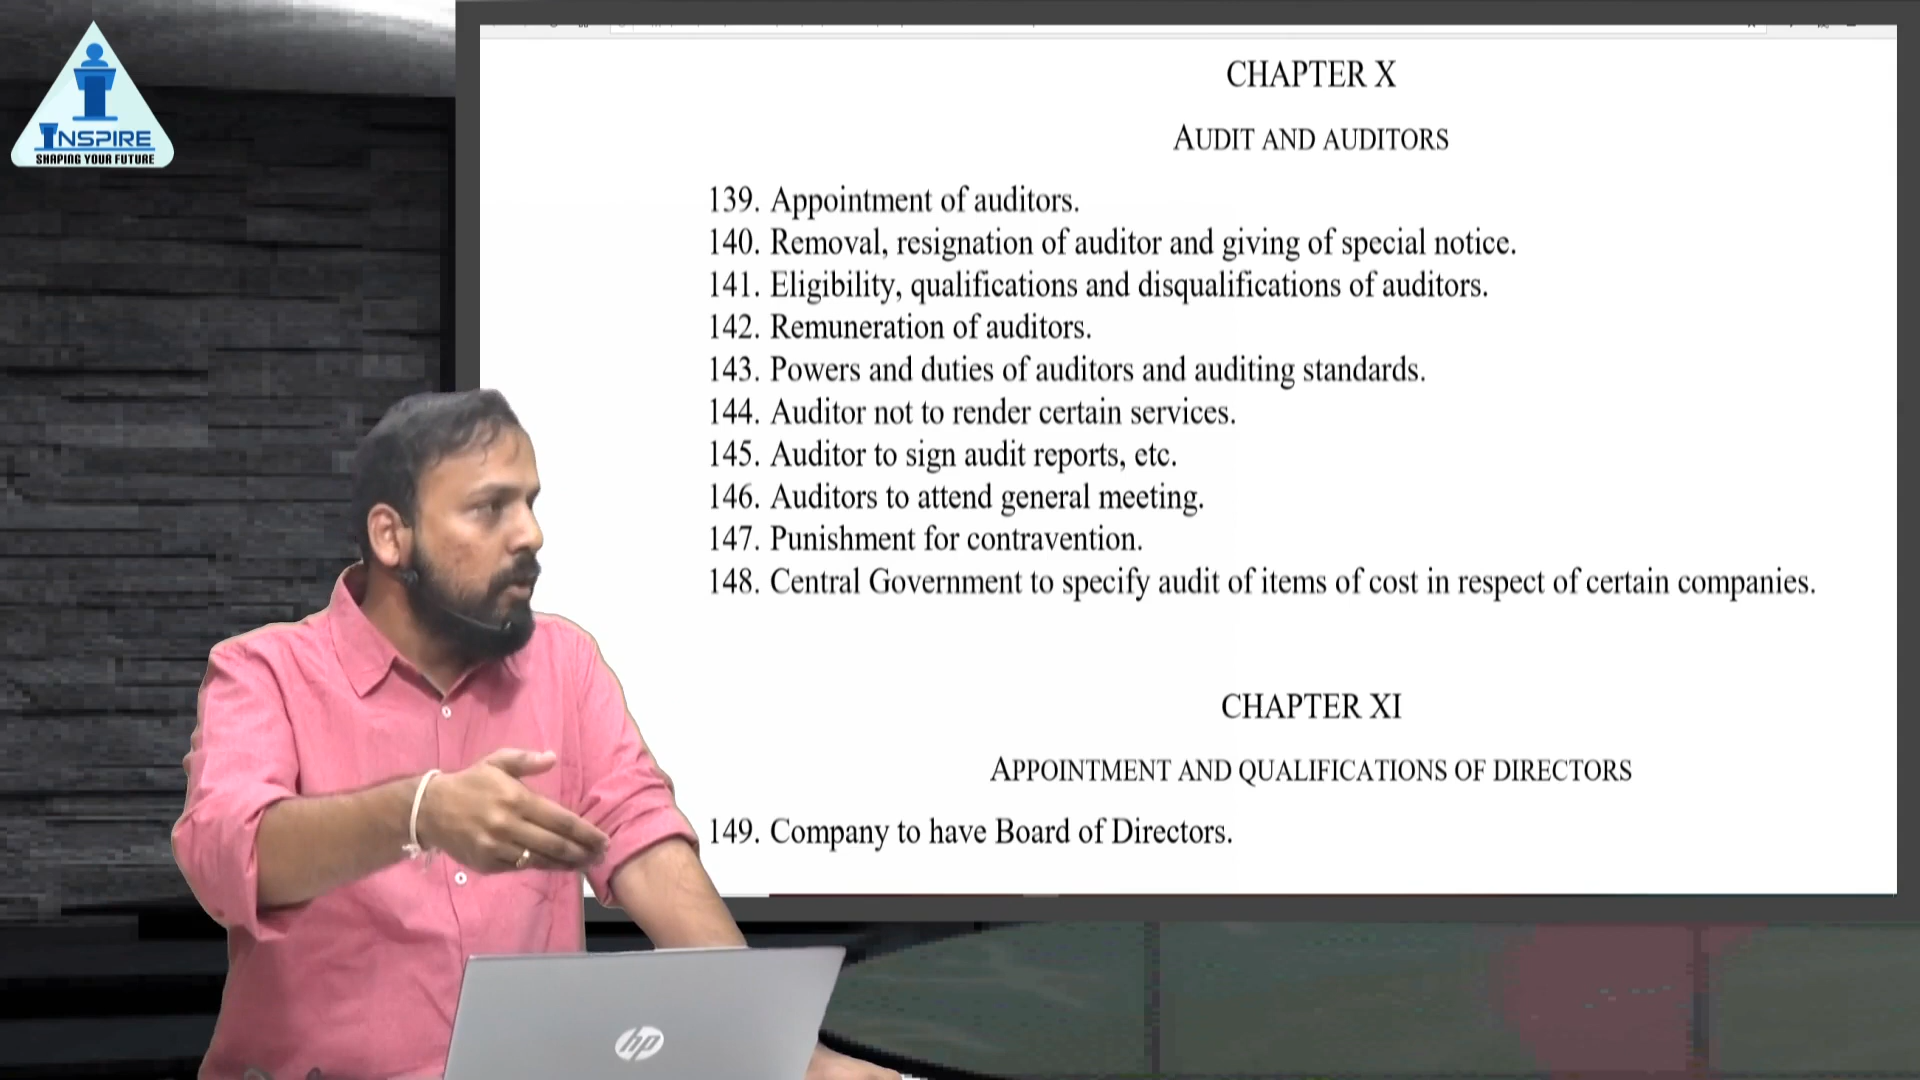 INSPIRE
SHAPING YOUR FUTURE
CHAPTER X
AUDIT AND AUDITORS
139. Appointment of auditors.
140. Removal, resignation of auditor and giving of special notice.
141. Eligibility, qualifications and disqualifications of auditors.
142. Remuneration of auditors.
143. Powers and duties of auditors and auditing standards.
144. Auditor not to render certain services.
145. Auditor to sign audit reports, etc.
146. Auditors to attend general meeting.
147. Punishment for contravention.
148. Central Government to specify audit of items of cost in respect of certain companies.
CHAPTER XI
APPOINTMENT AND QUALIFICATIONS OF DIRECTORS
149. Company to have Board of Directors.
hp